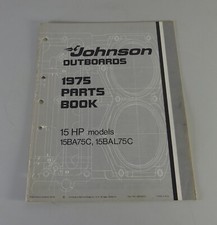 Johnson
OUTBOARDS
1975
PARTS
BOOK
15 HP models
15BA75C, 15BAL75C